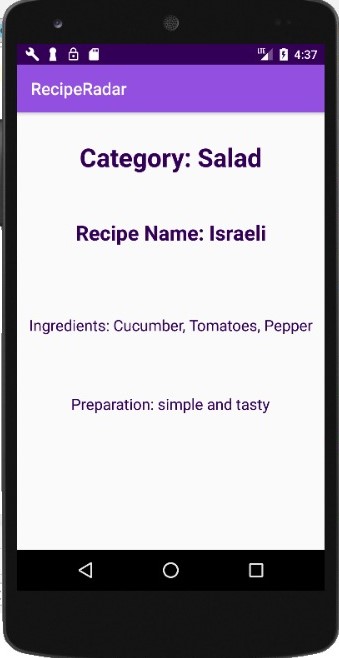 LTE 4:37
RecipeRadar
Category: Salad
Recipe Name: Israeli
Ingredients: Cucumber, Tomatoes, Pepper
Preparation: simple and tasty